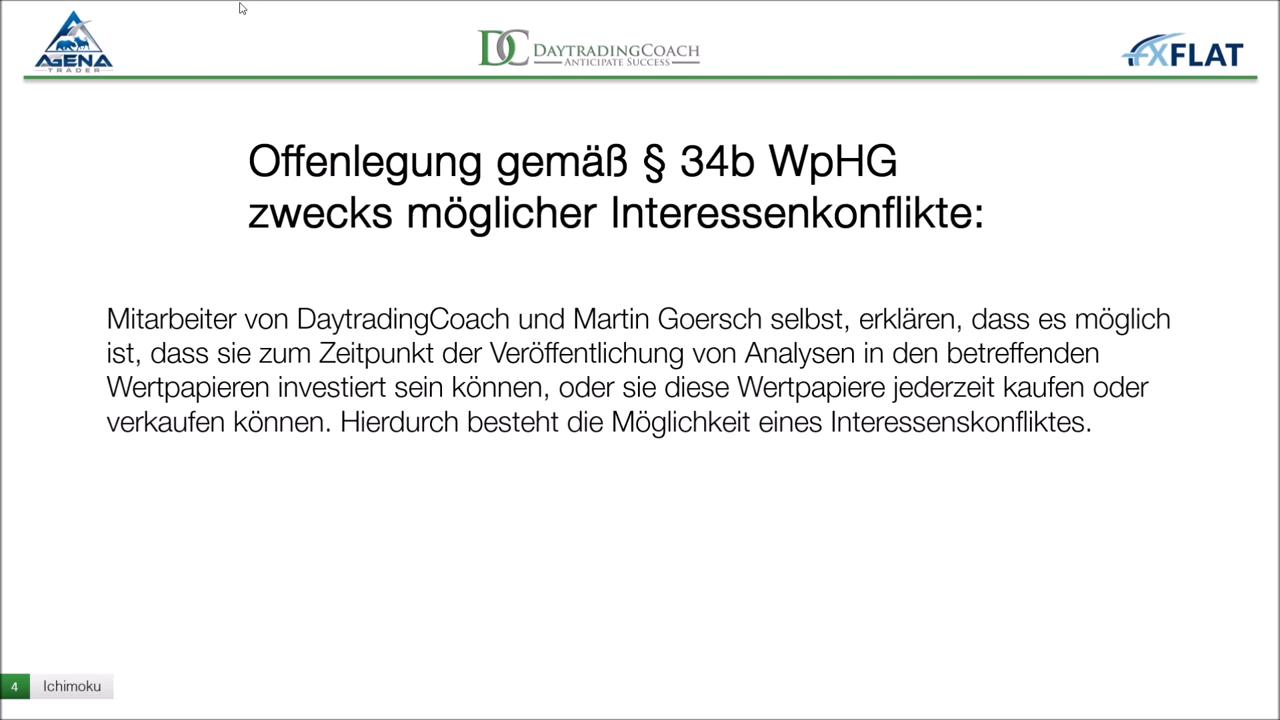 AGENA
TRADER
DC DAYTRADINGCOACH
ANTICIPATE SUCCESS
FXFLAT
Offenlegung gemäß § 34b WpHG
zwecks möglicher Interessenkonflikte:
Mitarbeiter von DaytradingCoach und Martin Goersch selbst, erklären, dass es möglich
ist, dass sie zum Zeitpunkt der Veröffentlichung von Analysen in den betreffenden
Wertpapieren investiert sein können, oder sie diese Wertpapiere jederzeit kaufen oder
verkaufen können. Hierdurch besteht die Möglichkeit eines Interessenskonfliktes.
4 Ichimoku